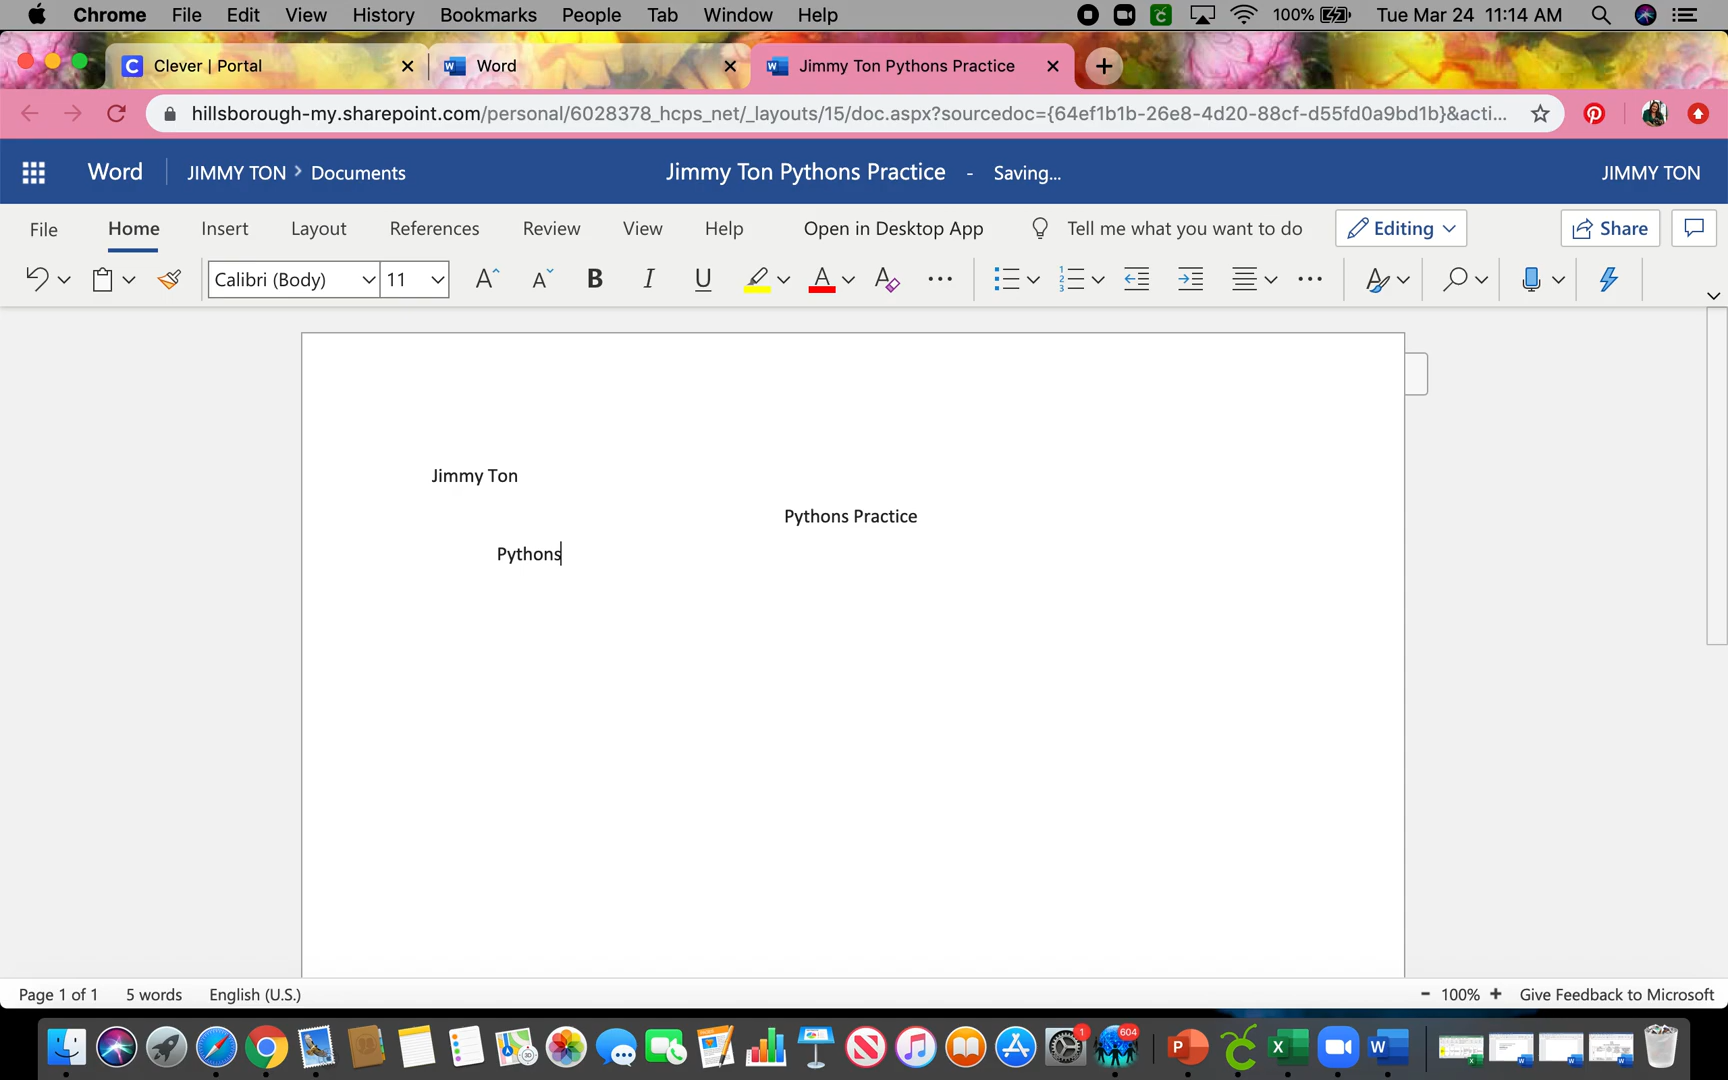 Chrome File Edit View History Bookmarks People Tab Window Help 100% Tue Mar 24 11:14 AM
Clever | Portal Word Jimmy Ton Pythons Practice
hillsborough-my.sharepoint.com/personal/6028378_hcps_net/_layouts/15/doc.aspx?sourcedoc={64ef1b1b-26e8-4d20-88cf-d55fd0a9bd1b}&acti...
Word JIMMY TON > Documents Jimmy Ton Pythons Practice - Saving... JIMMY TON
File Home Insert Layout References Review View Help Open in Desktop App Tell me what you want to do Editing Share
Calibri (Body) 11
Jimmy Ton
Pythons Practice
Pythons
Page 1 of 1 5 words English (U.S.) - 100% + Give Feedback to Microsoft
1 604